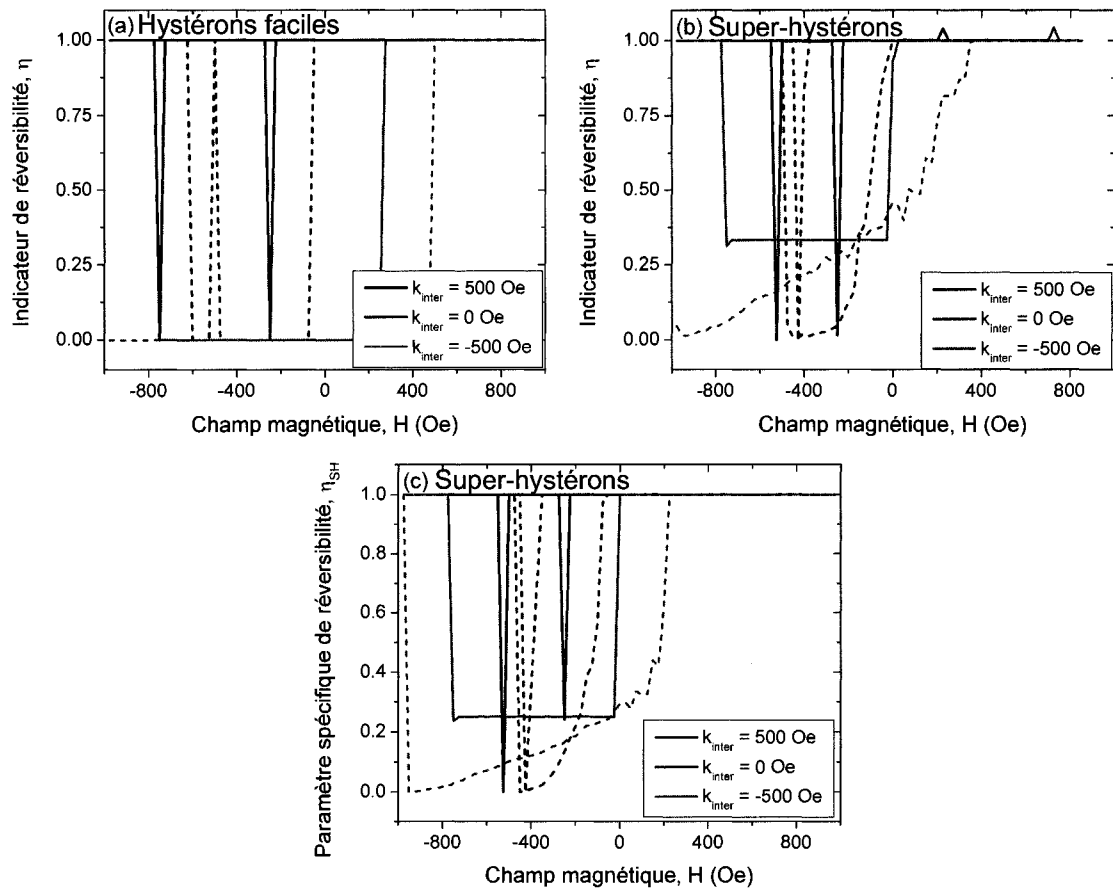 (a) Hystérons faciles
1.00
0.75
0.50
0.25
0.00
Indicateur de réversibilité, η
k_inter = 500 Oe
k_inter = 0 Oe
k_inter = -500 Oe
-800 -400 0 400 800
Champ magnétique, H (Oe)
(b) Super-hystérons
1.00
0.75
0.50
0.25
0.00
Indicateur de réversibilité, η
k_inter = 500 Oe
k_inter = 0 Oe
k_inter = -500 Oe
-800 -400 0 400 800
Champ magnétique, H (Oe)
(c) Super-hystérons
1.0
0.8
0.6
0.4
0.2
0.0
Paramètre spécifique de réversibilité, η_SH
k_inter = 500 Oe
k_inter = 0 Oe
k_inter = -500 Oe
-800 -400 0 400 800
Champ magnétique, H (Oe)